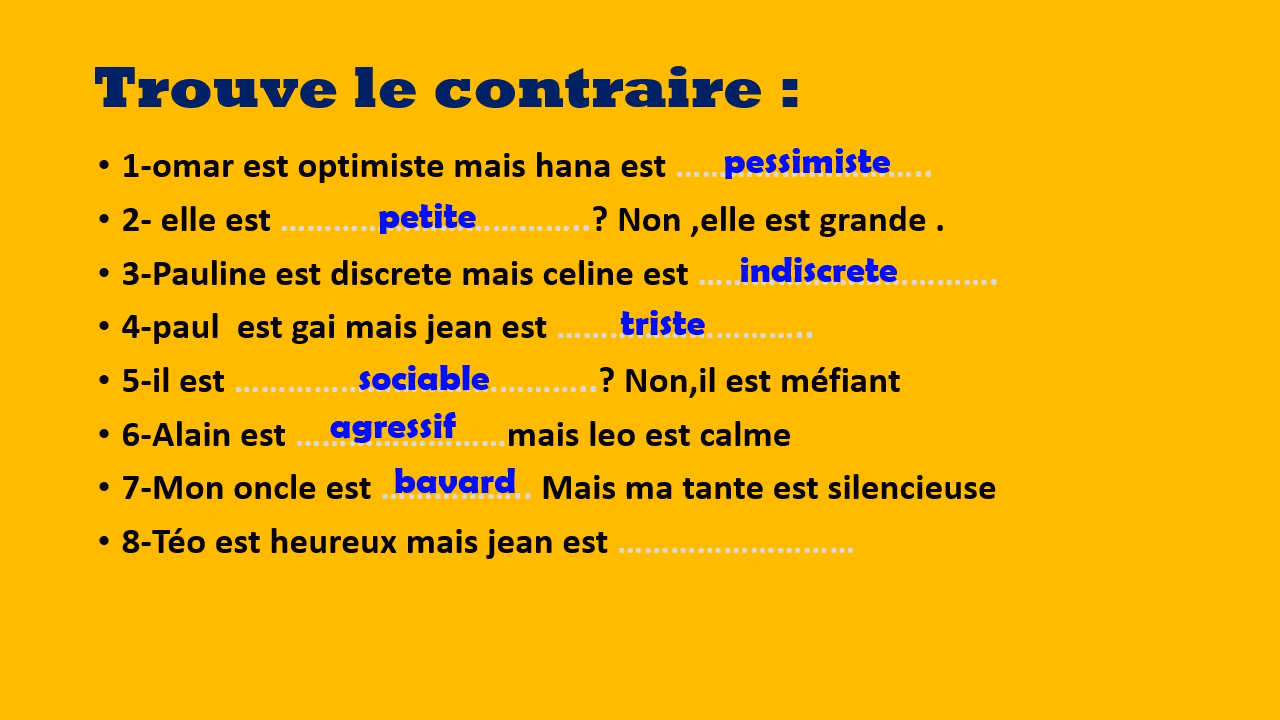 Trouve le contraire :
• 1-omar est optimiste mais hana est ……pessimiste…..
• 2- elle est …………petite……………..? Non ,elle est grande .
• 3-Pauline est discrete mais celine est ……indiscrete………….
• 4-paul  est gai mais jean est ……triste…………..
• 5-il est ……………sociable…………..? Non,il est méfiant
• 6-Alain est ……agressif……mais leo est calme
• 7-Mon oncle est …bavard.. Mais ma tante est silencieuse
• 8-Téo est heureux mais jean est ………………………